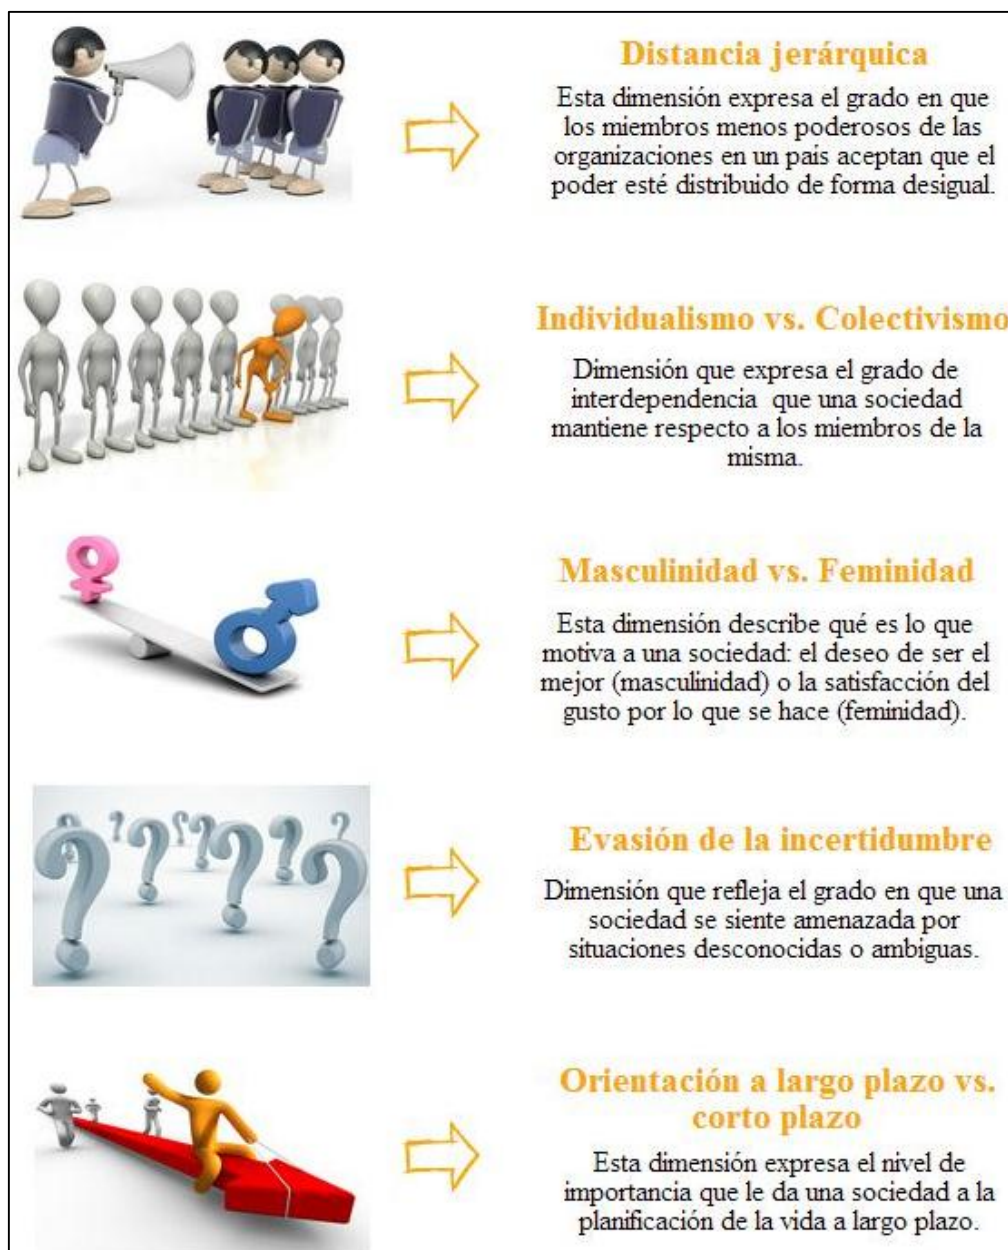 Distancia jerárquica
Esta dimensión expresa el grado en que
los miembros menos poderosos de las
organizaciones en un país aceptan que el
poder esté distribuido de forma desigual.
Individualismo vs. Colectivismo
Dimensión que expresa el grado de
interdependencia que una sociedad
mantiene respecto a los miembros de la
misma.
Masculinidad vs. Feminidad
Esta dimensión describe qué es lo que
motiva a una sociedad: el deseo de ser el
mejor (masculinidad) o la satisfacción del
gusto por lo que se hace (feminidad).
Evasión de la incertidumbre
Dimensión que refleja el grado en que una
sociedad se siente amenazada por
situaciones desconocidas o ambiguas.
Orientación a largo plazo vs.
corto plazo
Esta dimensión expresa el nivel de
importancia que le da una sociedad a la
planificación de la vida a largo plazo.